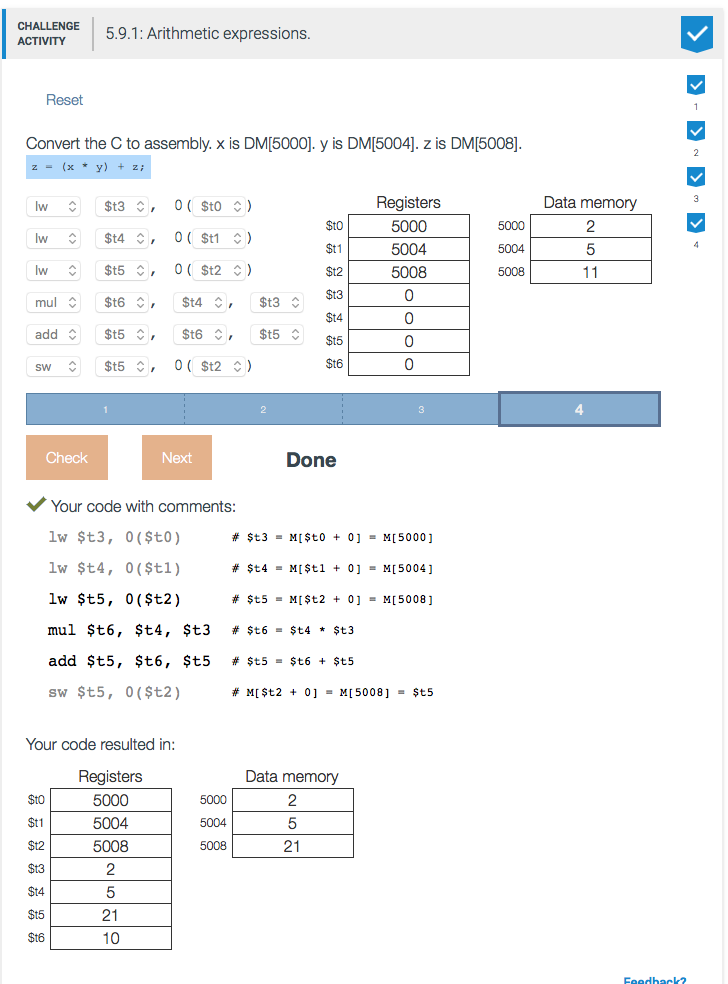 CHALLENGE
ACTIVITY
5.9.1: Arithmetic expressions.
Reset
Convert the C to assembly. x is DM[5000]. y is DM[5004]. z is DM[5008].
z = (x * y) + z;
lw $t3 , 0 ( $t0 )
lw $t4 , 0 ( $t1 )
lw $t5 , 0 ( $t2 )
mul $t6 , $t4 , $t3
add $t5 , $t6 , $t5
sw $t5 , 0 ( $t2 )
Registers
$t0 5000
$t1 5004
$t2 5008
$t3 0
$t4 0
$t5 0
$t6 0
Data memory
5000 2
5004 5
5008 11
1
2
3
4
1 2 3 4
Check Next Done
Your code with comments:
lw $t3, 0($t0) # $t3 = M[$t0 + 0] = M[5000]
lw $t4, 0($t1) # $t4 = M[$t1 + 0] = M[5004]
lw $t5, 0($t2) # $t5 = M[$t2 + 0] = M[5008]
mul $t6, $t4, $t3 # $t6 = $t4 * $t3
add $t5, $t6, $t5 # $t5 = $t6 + $t5
sw $t5, 0($t2) # M[$t2 + 0] = M[5008] = $t5
Your code resulted in:
Registers
$t0 5000
$t1 5004
$t2 5008
$t3 2
$t4 5
$t5 21
$t6 10
Data memory
5000 2
5004 5
5008 21
Feedback?